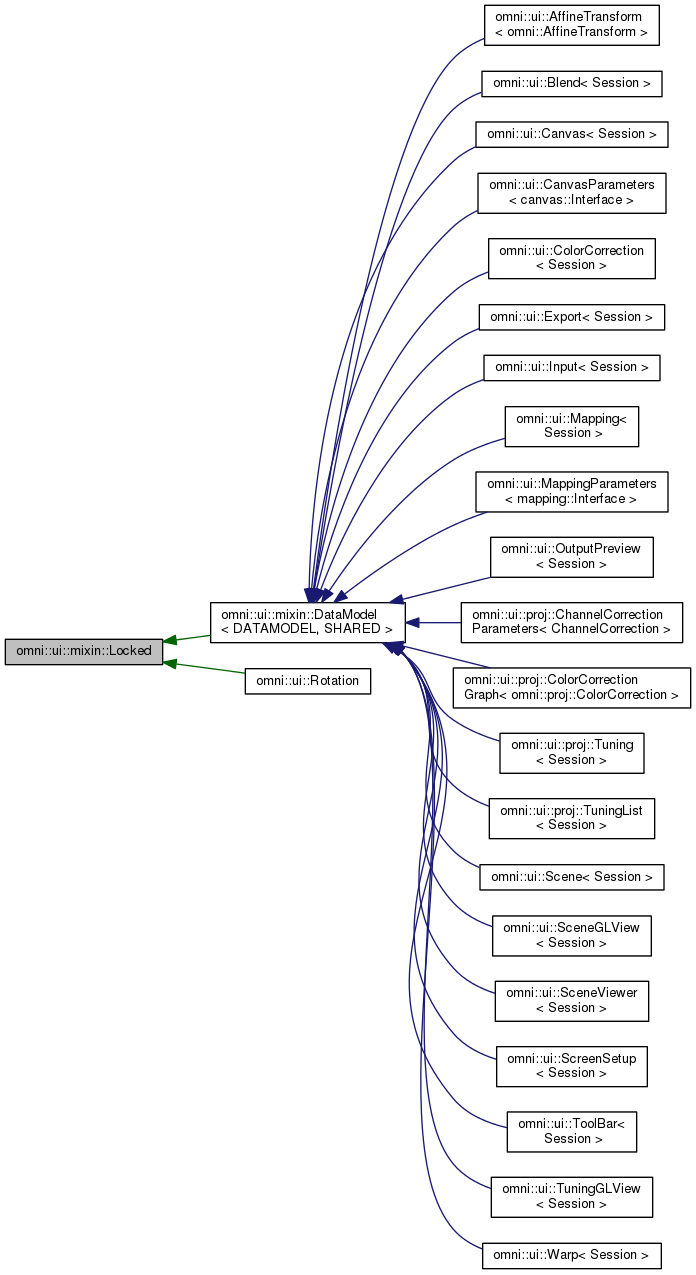 omni::ui::AffineTransform
< omni::AffineTransform >
omni::ui::Blend< Session >
omni::ui::Canvas< Session >
omni::ui::CanvasParameters
< canvas::Interface >
omni::ui::ColorCorrection
< Session >
omni::ui::Export< Session >
omni::ui::Input< Session >
omni::ui::Mapping<
Session >
omni::ui::MappingParameters
< mapping::Interface >
omni::ui::OutputPreview
< Session >
omni::ui::mixin::DataModel
< DATAMODEL, SHARED >
omni::ui::proj::ChannelCorrection
Parameters< ChannelCorrection >
omni::ui::mixin::Locked
omni::ui::Rotation
omni::ui::proj::ColorCorrection
Graph< omni::proj::ColorCorrection >
omni::ui::proj::Tuning
< Session >
omni::ui::proj::TuningList
< Session >
omni::ui::Scene< Session >
omni::ui::SceneGLView
< Session >
omni::ui::SceneViewer
< Session >
omni::ui::ScreenSetup
< Session >
omni::ui::ToolBar<
Session >
omni::ui::TuningGLView
< Session >
omni::ui::Warp< Session >